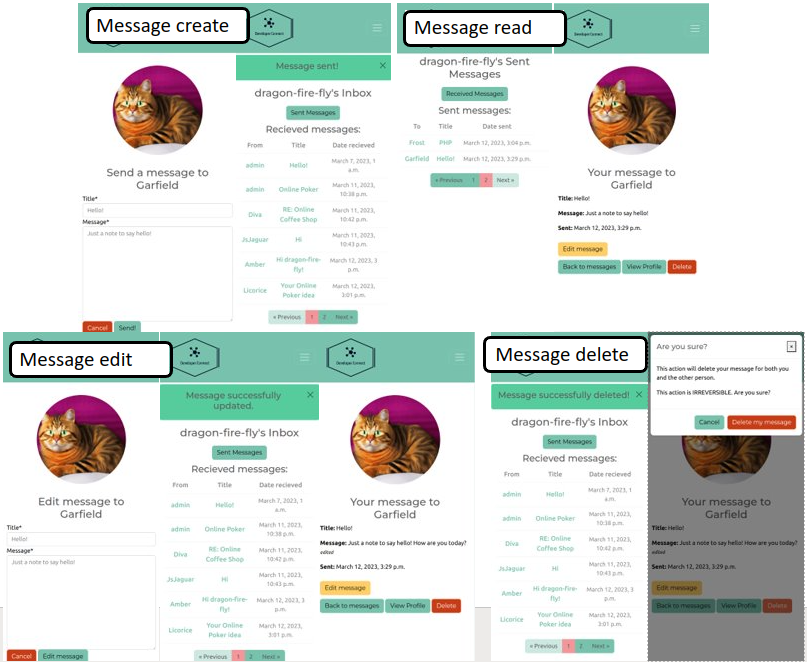 Message create
Developer Connect
Send a message to
Garfield
Title*
Hello!
Message*
Just a note to say hello!
Cancel
Send!
Message sent!
×
dragon-fire-fly's Inbox
Sent Messages
Recieved messages:
From Title Date recieved
admin Hello! March 7, 2023, 1
a.m.
admin Online Poker March 11, 2023,
10:38 p.m.
Diva RE: Online
Coffee Shop March 11, 2023,
10:42 p.m.
JsJaguar Hi March 11, 2023,
10:43 p.m.
Amber Hi dragon-fire-
fly! March 12, 2023,
3:00 p.m.
Licorice Your Online
Poker idea March 12, 2023,
3:01 p.m.
« Previous 1 2 Next »
Message read
Developer Connect
dragon-fire-fly's Sent
Messages
Received Messages
Sent messages:
To Title Date sent
Frost PHP March 12, 2023, 3:04 p.m.
Garfield Hello! March 12, 2023, 3:29 p.m.
« Previous 1 2 Next »
Your message to
Garfield
Title: Hello!
Message: Just a note to say hello!
Sent: March 12, 2023, 3:29 p.m.
Edit message
Back to messages View Profile Delete
Message edit
Developer Connect
Developer Connect
Edit message to
Garfield
Title*
Hello!
Message*
Just a note to say hello!
Cancel Edit message
Message successfully
updated.
×
dragon-fire-fly's Inbox
Sent Messages
Recieved messages:
From Title Date recieved
admin Hello! March 7, 2023, 1
a.m.
admin Online Poker March 11, 2023,
10:38 p.m.
Diva RE: Online
Coffee Shop March 11, 2023,
10:42 p.m.
JsJaguar Hi March 11, 2023,
10:43 p.m.
Amber Hi dragon-fire-
fly! March 12, 2023,
3:00 p.m.
Licorice Your Online
Poker idea March 12, 2023,
3:01 p.m.
« Previous 1 2 Next »
Your message to
Garfield
Title: Hello!
Message: Just a note to say hello! How are you today?
edited
Sent: March 12, 2023, 3:29 p.m.
Edit message
Back to messages View Profile Delete
Message delete
Message successfully deleted!
×
dragon-fire-fly's Inbox
Sent Messages
Recieved messages:
From Title Date recieved
admin Hello! March 7, 2023, 1
a.m.
admin Online Poker March 11, 2023,
10:38 p.m.
Diva RE: Online
Coffee Shop March 11, 2023,
10:42 p.m.
JsJaguar Hi March 11, 2023,
10:43 p.m.
Amber Hi dragon-fire-
fly! March 12, 2023,
3:00 p.m.
Licorice Your Online
Poker idea March 12, 2023,
3:01 p.m.
« Previous 1 2 Next »
Are you sure?
×
This action will delete your message for both you
and the other person.
This action is IRREVERSIBLE. Are you sure?
Cancel Delete my message
Your message to
Garfield
Title: Hello!
Message: Just a note to say hello! How are you today?
edited
Sent: March 12, 2023, 3:29 p.m.
Edit message
Back to messages View Profile Delete